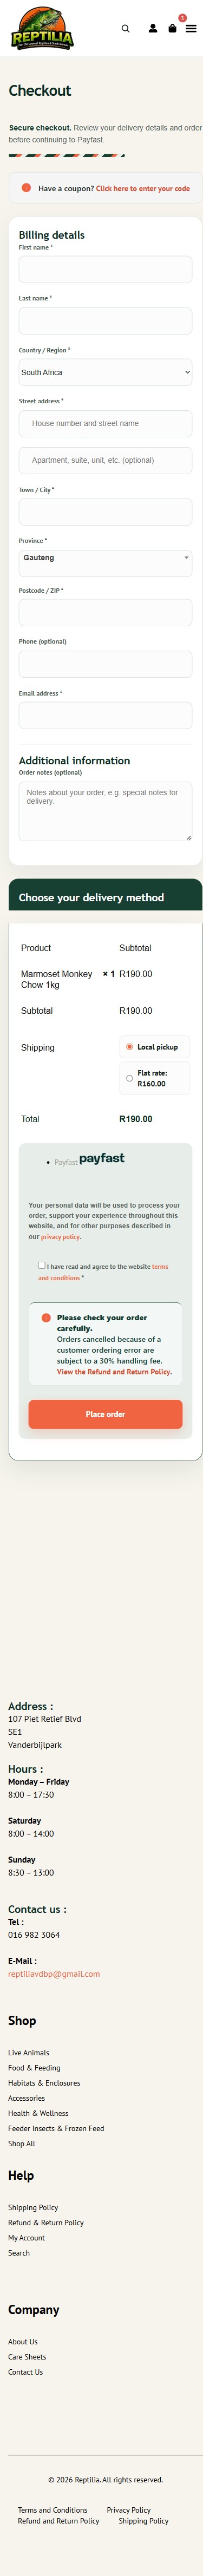 REPTILIA
1
Checkout
Secure checkout. Review your delivery details and order
before continuing to Payfast.
Have a coupon? Click here to enter your code
Billing details
First name *
Last name *
Country / Region *
South Africa
Street address *
House number and street name
Apartment, suite, unit, etc. (optional)
Town / City *
Province *
Gauteng
Postcode / ZIP *
Phone (optional)
Email address *
Additional information
Order notes (optional)
Notes about your order, e.g. special notes for
delivery.
Choose your delivery method
Product Subtotal
Marmoset Monkey × 1 R190.00
Chow 1kg
Subtotal R190.00
Shipping Local pickup
Flat rate:
R160.00
Total R190.00
Payfast payfast
Your personal data will be used to process your
order, support your experience throughout this
website, and for other purposes described in
our privacy policy.
I have read and agree to the website terms
and conditions *
Please check your order
carefully.
Orders cancelled because of a
customer ordering error are
subject to a 30% handling fee.
View the Refund and Return Policy.
Place order
Address :
107 Piet Retief Blvd
SE1
Vanderbijlpark
Hours :
Monday – Friday
8:00 – 17:30
Saturday
8:00 – 14:00
Sunday
8:30 – 13:00
Contact us :
Tel :
016 982 3064
E-Mail :
reptiliavdbp@gmail.com
Shop
Live Animals
Food & Feeding
Habitats & Enclosures
Accessories
Health & Wellness
Feeder Insects & Frozen Feed
Shop All
Help
Shipping Policy
Refund & Return Policy
My Account
Search
Company
About Us
Care Sheets
Contact Us
© 2026 Reptilia. All rights reserved.
Terms and Conditions Privacy Policy
Refund and Return Policy Shipping Policy